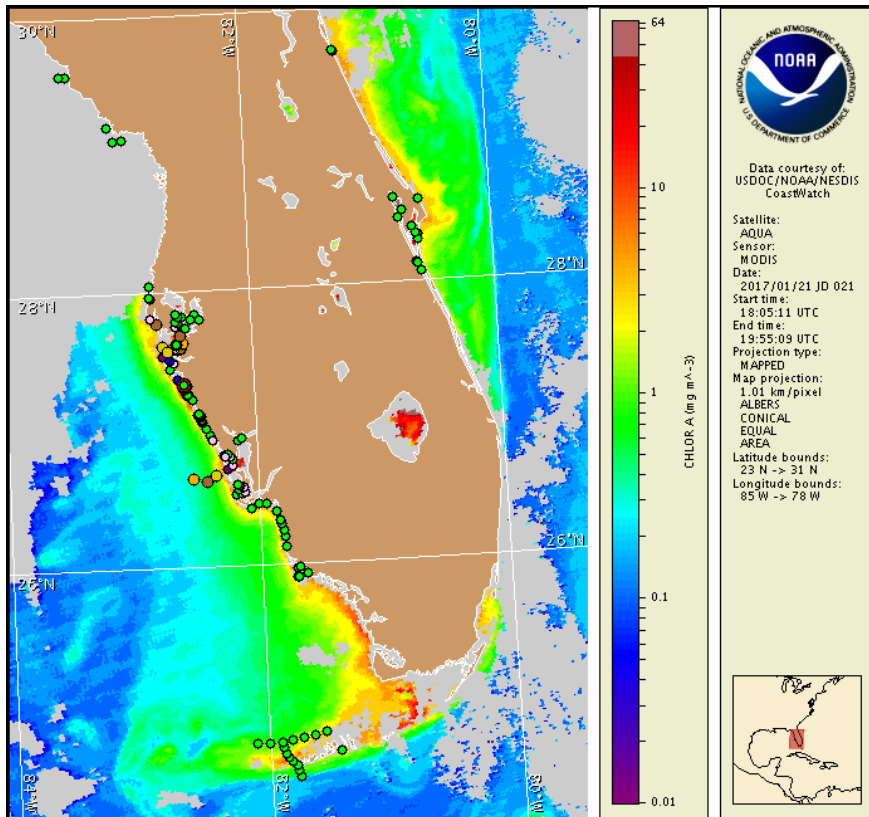 30°N
82°W
80°W
28°N
28°N
26°N
26°N
84°W
82°W
80°W
64
10
1
0.1
0.01
CHLOR A (mg m^-3)
NATIONAL OCEANIC AND ATMOSPHERIC ADMINISTRATION
NOAA
U.S. DEPARTMENT OF COMMERCE
Data courtesy of:
USDOC/NOAA/NESDIS
CoastWatch
Satellite:
AQUA
Sensor:
MODIS
Date:
2017/01/21 JD 021
Start time:
18:05:11 UTC
End time:
19:55:09 UTC
Projection type:
MAPPED
Map projection:
1.01 km/pixel
ALBERS
CONICAL
EQUAL
AREA
Latitude bounds:
23 N -> 31 N
Longitude bounds:
85 W -> 78 W